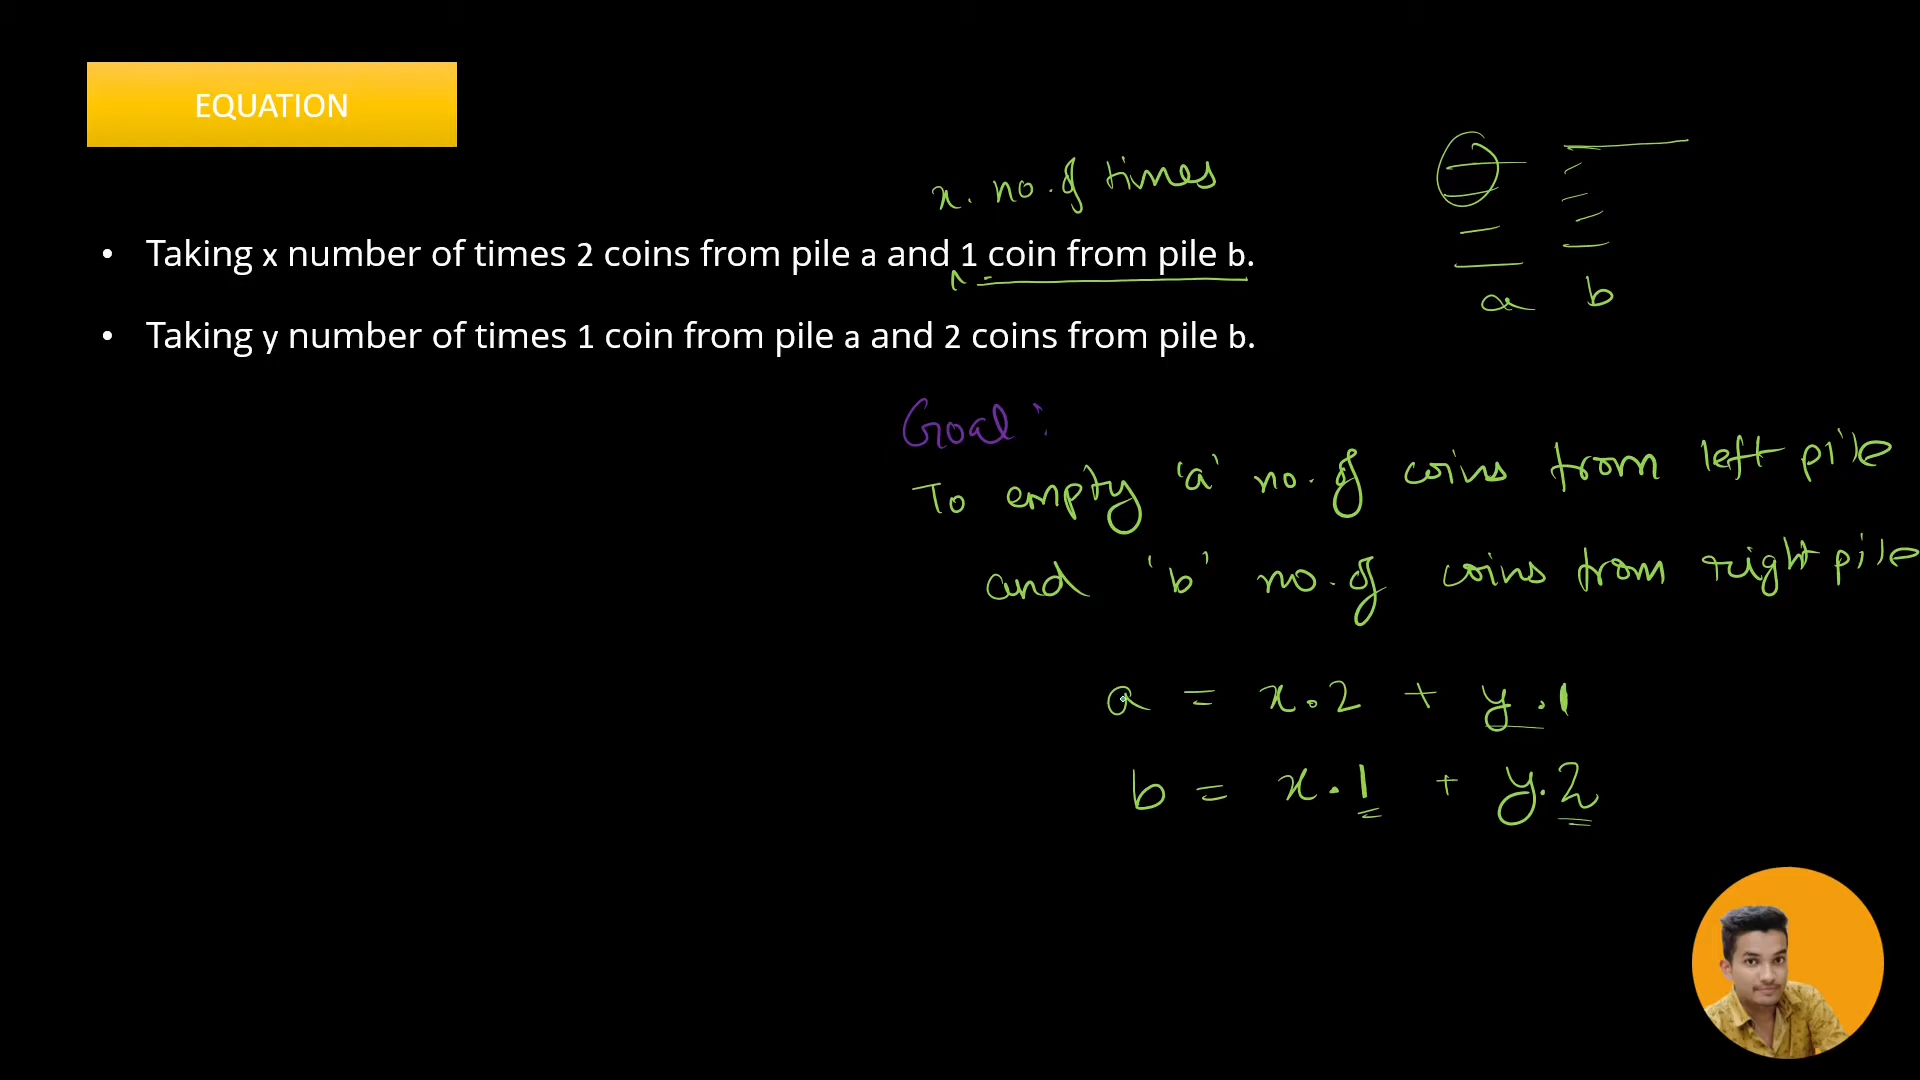 EQUATION
x. no. of times
• Taking x number of times 2 coins from pile a and 1 coin from pile b.
a b
• Taking y number of times 1 coin from pile a and 2 coins from pile b.
Goal:
To empty 'a' no. of coins from left pile
and 'b' no. of coins from right pile
a = x.2 + y.1
b = x.1 + y.2